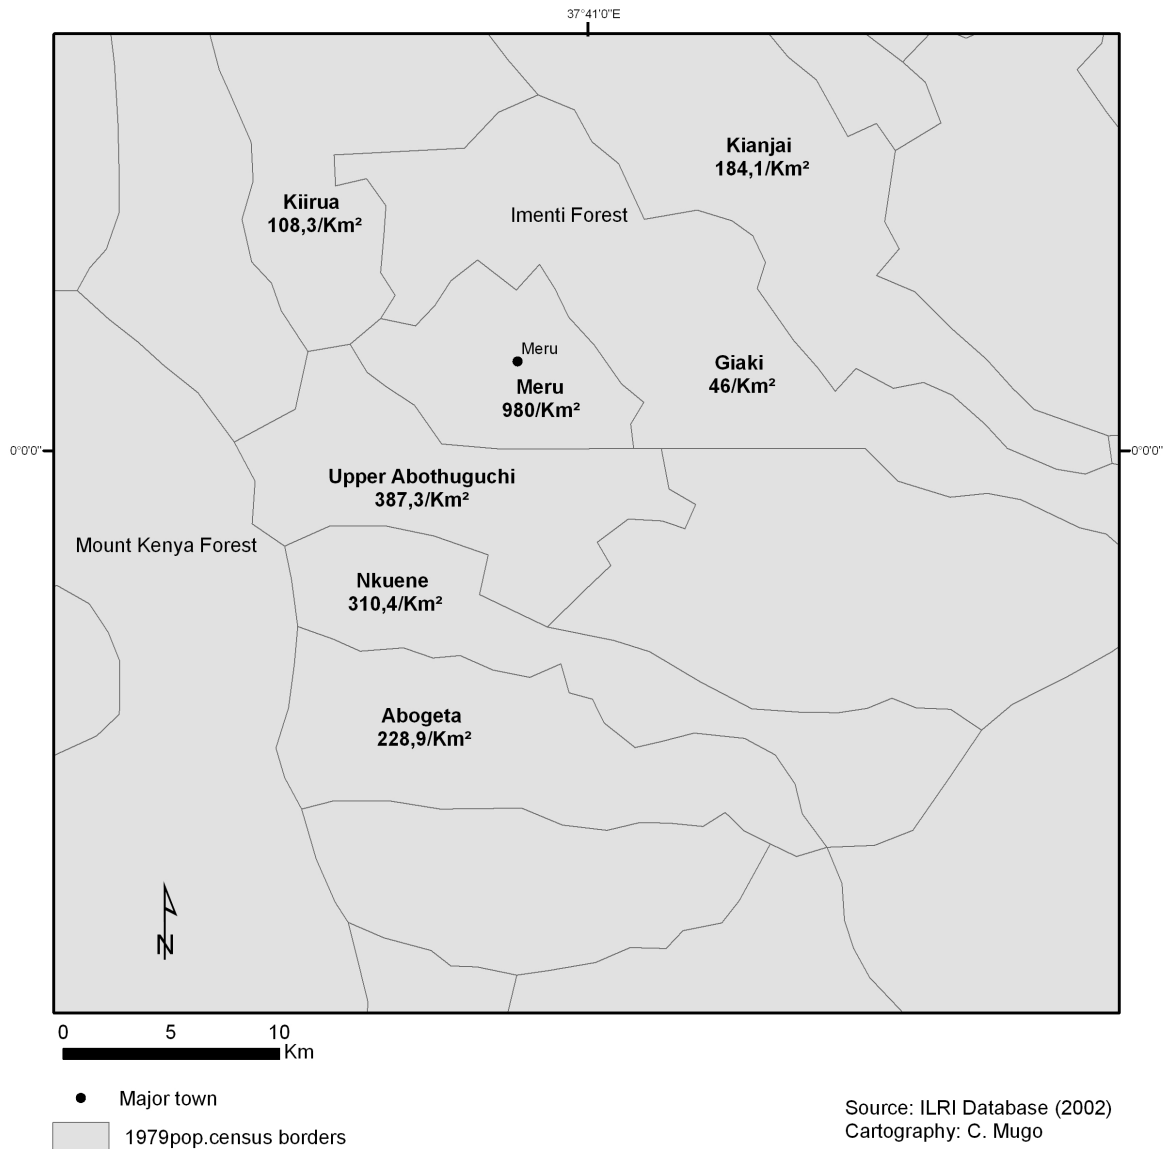 37°41'0"E
Kianjai
184,1/Km²
Kiirua
108,3/Km²
Imenti Forest
Meru
Meru
980/Km²
Giaki
46/Km²
0°0'0"
0°0'0"
Upper Abothuguchi
387,3/Km²
Mount Kenya Forest
Nkuene
310,4/Km²
Abogeta
228,9/Km²
N
0 5 10
Km
Major town
1979pop.census borders
Source: ILRI Database (2002)
Cartography: C. Mugo